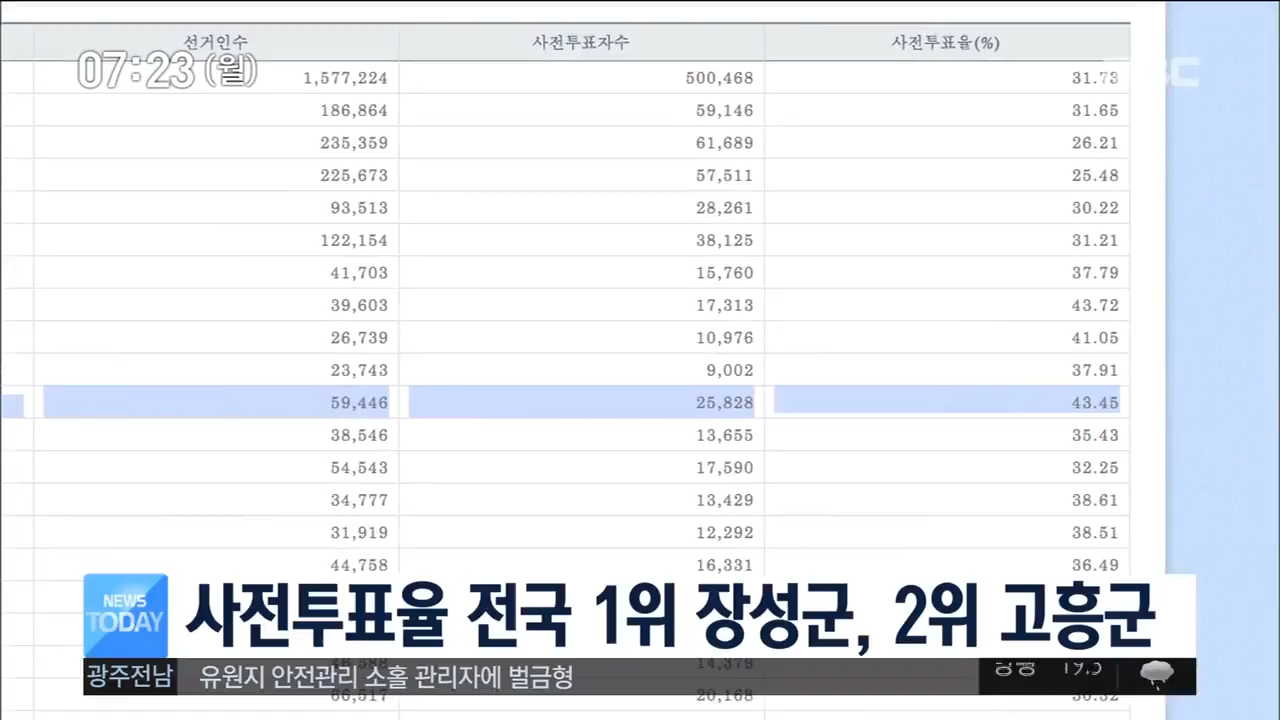 선거인수 사전투표자수 사전투표율(%)
07:23 (월)
1,577,224 500,468 31.73
186,864 59,146 31.65
235,359 61,689 26.21
225,673 57,511 25.48
93,513 28,261 30.22
122,154 38,125 31.21
41,703 15,760 37.79
39,603 17,313 43.72
26,739 10,976 41.05
23,743 9,002 37.91
59,446 25,828 43.45
38,546 13,655 35.43
54,543 17,590 32.25
34,777 13,429 38.61
31,919 12,292 38.51
44,758 16,331 36.49
NEWS
TODAY
사전투표율 전국 1위 장성군, 2위 고흥군
14,379
광주전남 유원지 안전관리 소홀 관리자에 벌금형
66,517 20,168 30.32